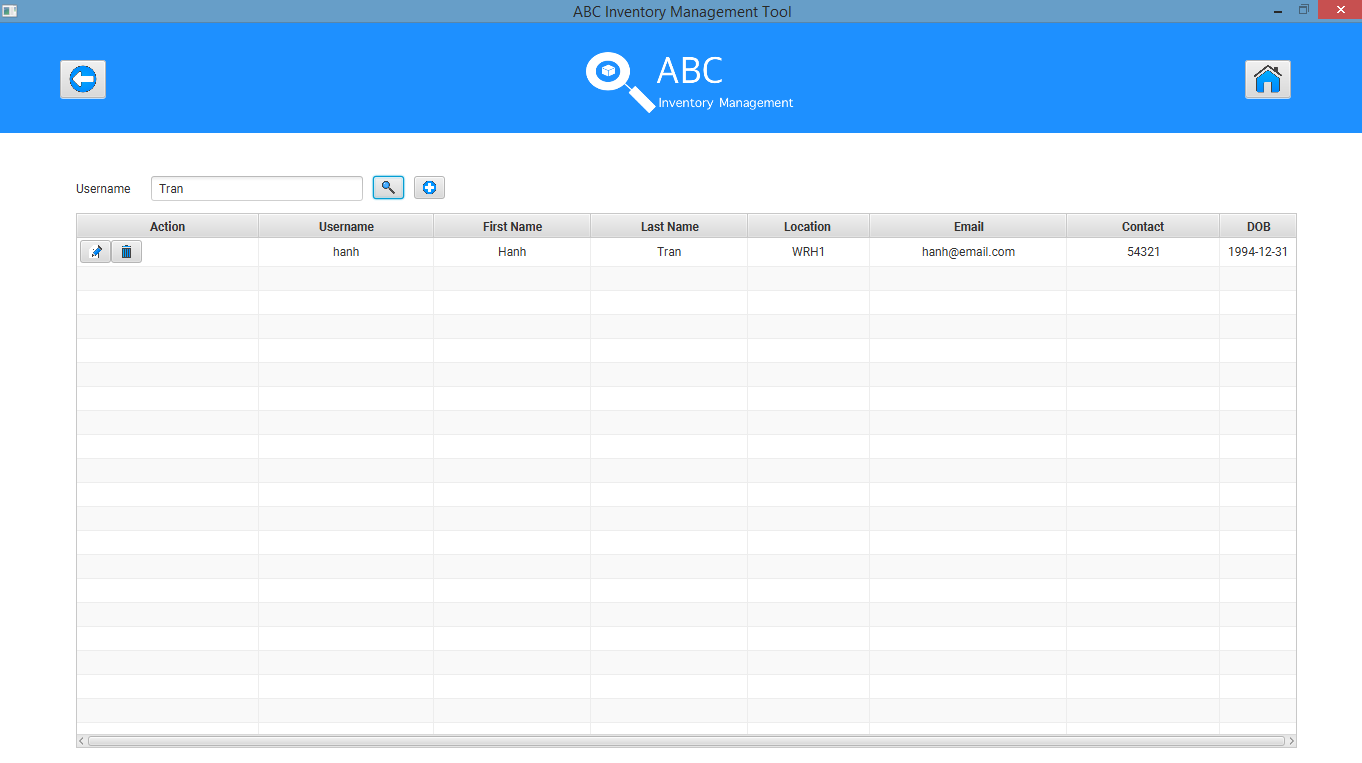 ABC Inventory Management Tool
ABC
Inventory Management
Username Tran
Action Username First Name Last Name Location Email Contact DOB
hanh Hanh Tran WRH1 hanh@email.com 54321 1994-12-31